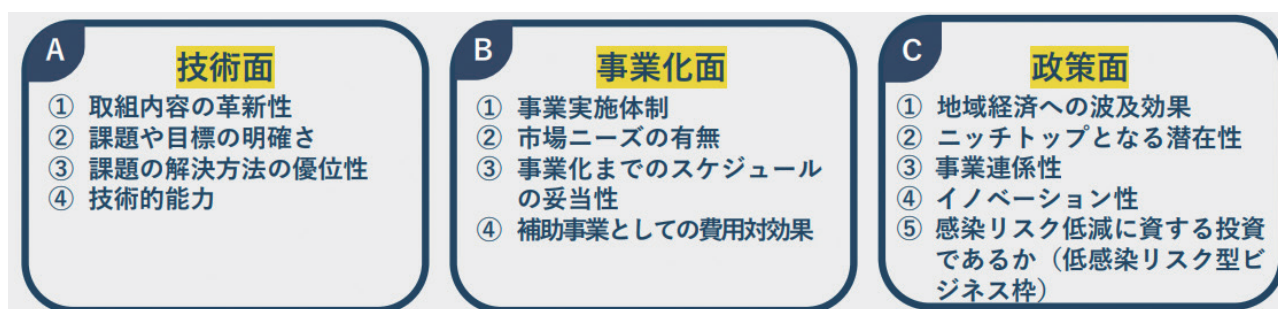 A
技術面
① 取組内容の革新性
② 課題や目標の明確さ
③ 課題の解決方法の優位性
④ 技術的能力
B
事業化面
① 事業実施体制
② 市場ニーズの有無
③ 事業化までのスケジュール
の妥当性
④ 補助事業としての費用対効果
C
政策面
① 地域経済への波及効果
② ニッチトップとなる潜在性
③ 事業連係性
④ イノベーション性
⑤ 感染リスク低減に資する投資
であるか（低感染リスク型ビ
ジネス枠）